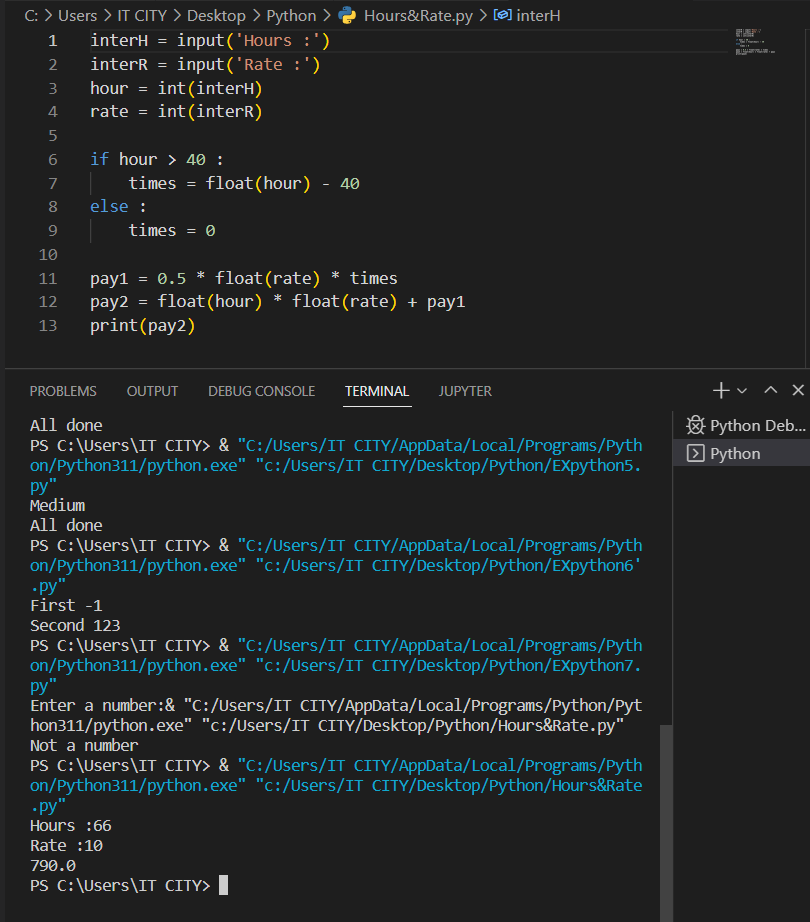 C: > Users > IT CITY > Desktop > Python > Hours&Rate.py > interH
1 interH = input('Hours :')
2 interR = input('Rate :')
3 hour = int(interH)
4 rate = int(interR)
5
6 if hour > 40 :
7     times = float(hour) - 40
8 else :
9     times = 0
10
11 pay1 = 0.5 * float(rate) * times
12 pay2 = float(hour) * float(rate) + pay1
13 print(pay2)
PROBLEMS OUTPUT DEBUG CONSOLE TERMINAL JUPYTER
Python Deb...
Python
All done
PS C:\Users\IT CITY> & "C:/Users/IT CITY/AppData/Local/Programs/Pyth
on/Python311/python.exe" "c:/Users/IT CITY/Desktop/Python/EXpython5.
py"
Medium
All done
PS C:\Users\IT CITY> & "C:/Users/IT CITY/AppData/Local/Programs/Pyth
on/Python311/python.exe" "c:/Users/IT CITY/Desktop/Python/EXpython6'
.py"
First -1
Second 123
PS C:\Users\IT CITY> & "C:/Users/IT CITY/AppData/Local/Programs/Pyth
on/Python311/python.exe" "c:/Users/IT CITY/Desktop/Python/EXpython7.
py"
Enter a number:& "C:/Users/IT CITY/AppData/Local/Programs/Python/Pyt
hon311/python.exe" "c:/Users/IT CITY/Desktop/Python/Hours&Rate.py"
Not a number
PS C:\Users\IT CITY> & "C:/Users/IT CITY/AppData/Local/Programs/Pyth
on/Python311/python.exe" "c:/Users/IT CITY/Desktop/Python/Hours&Rate
.py"
Hours :66
Rate :10
790.0
PS C:\Users\IT CITY>